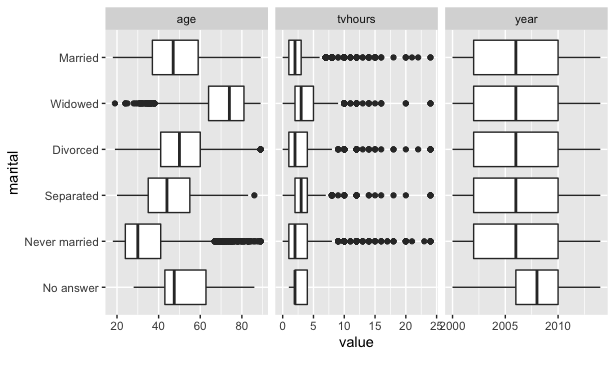 age tvhours year
marital
Married
Widowed
Divorced
Separated
Never married
No answer
20 40 60 80 0 5 10 15 20 25 2000 2005 2010
value